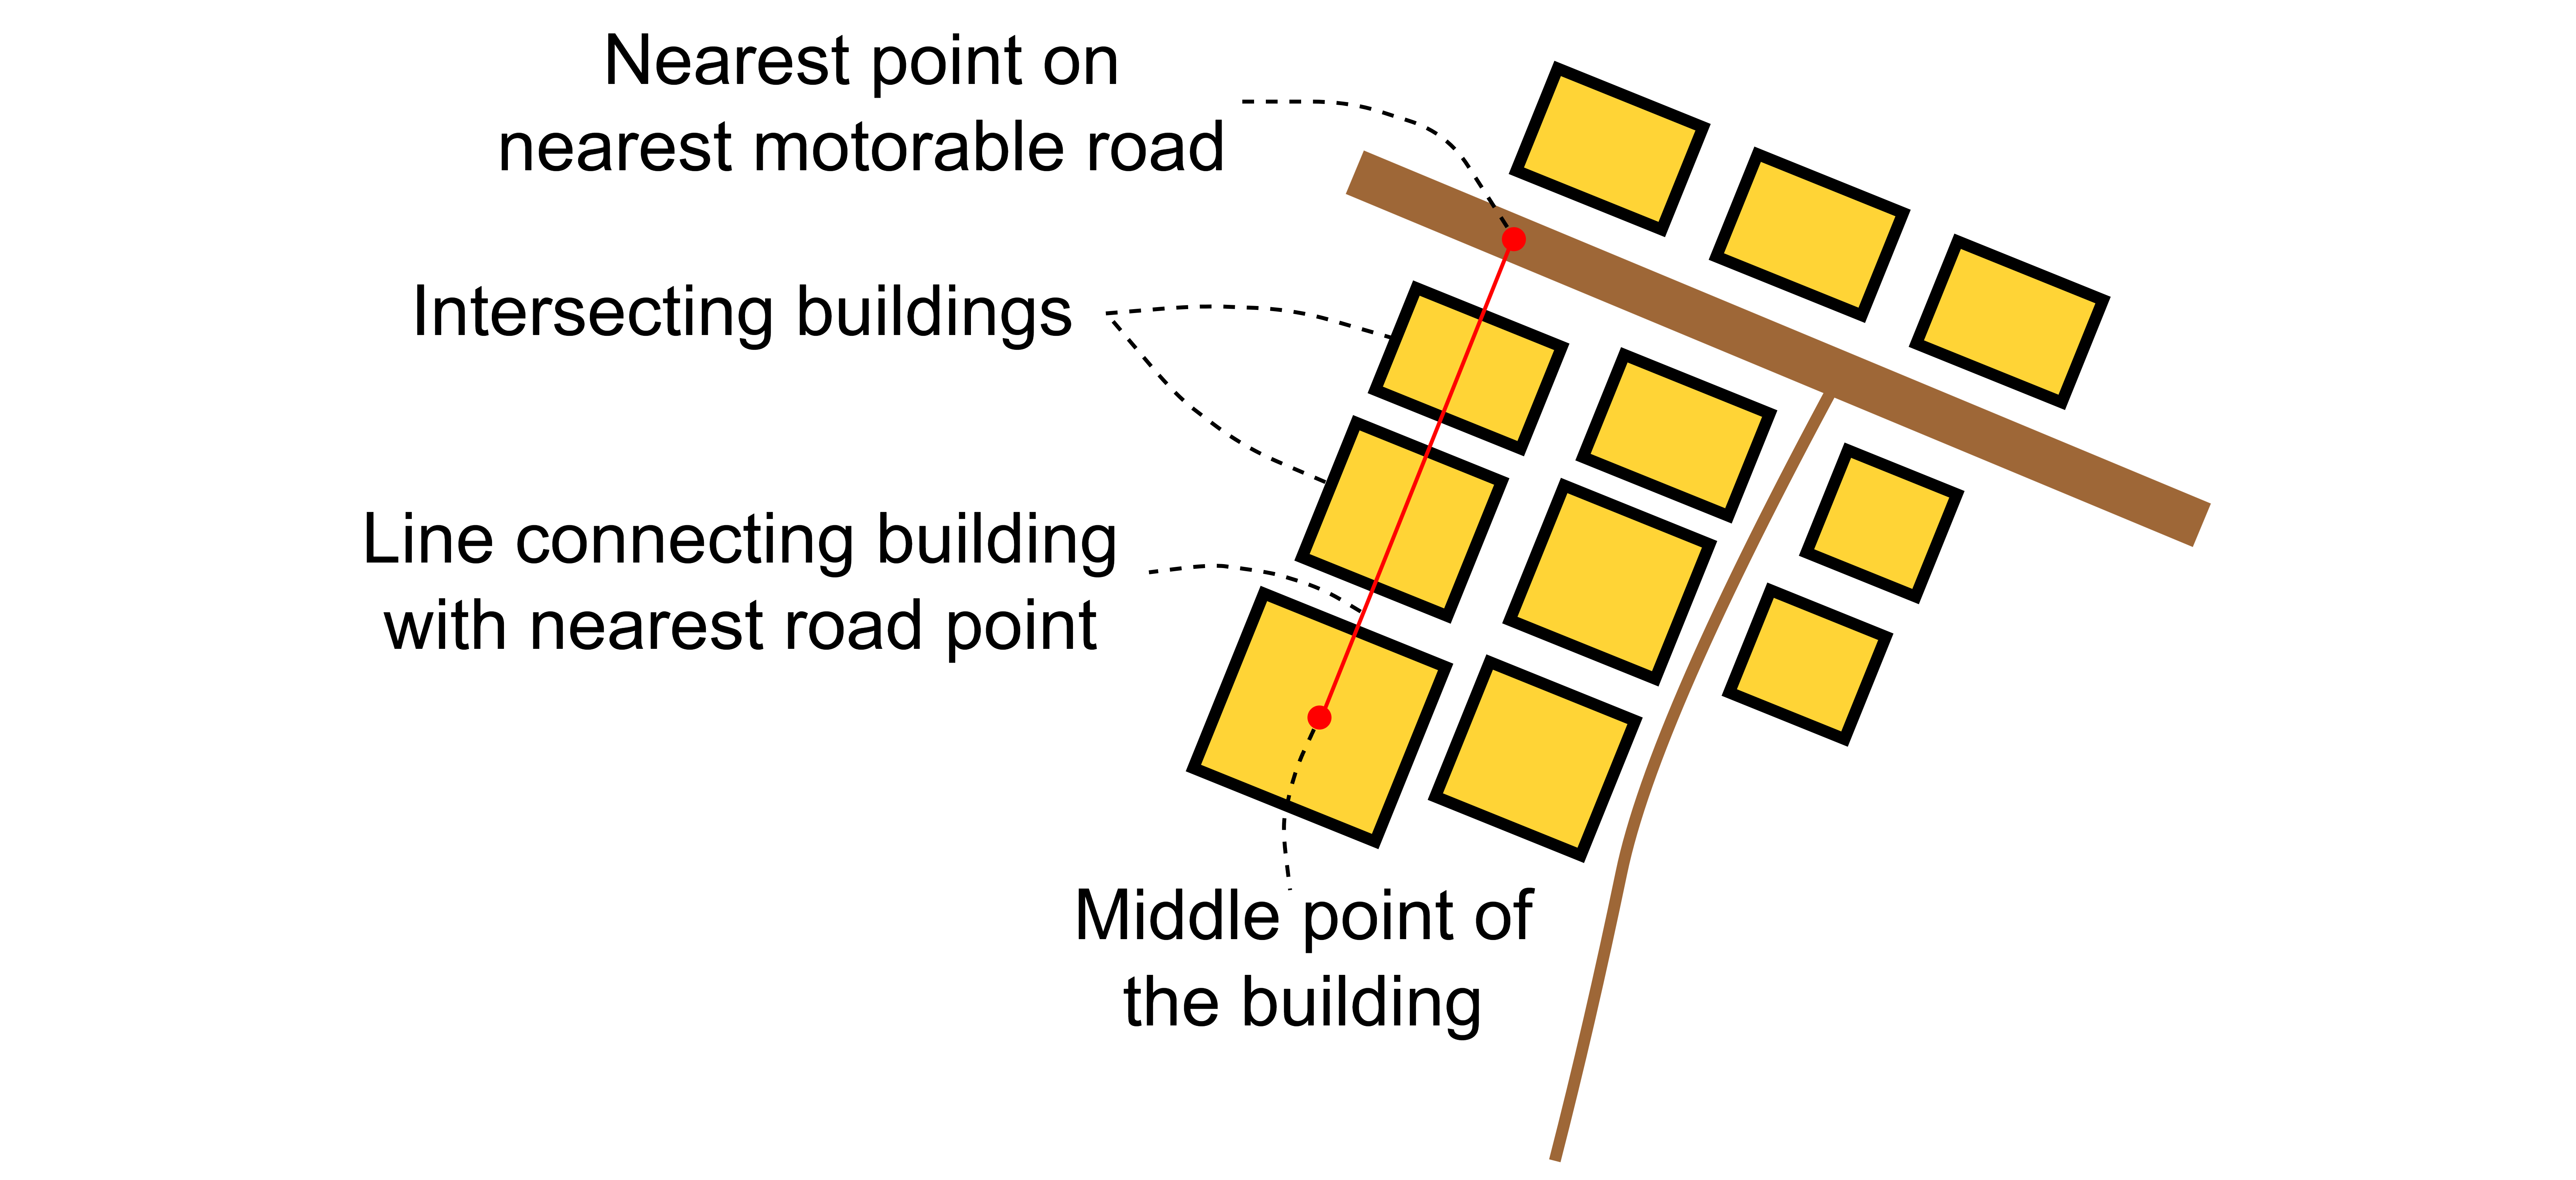 Nearest point on
nearest motorable road
Intersecting buildings
Line connecting building
with nearest road point
Middle point of
the building